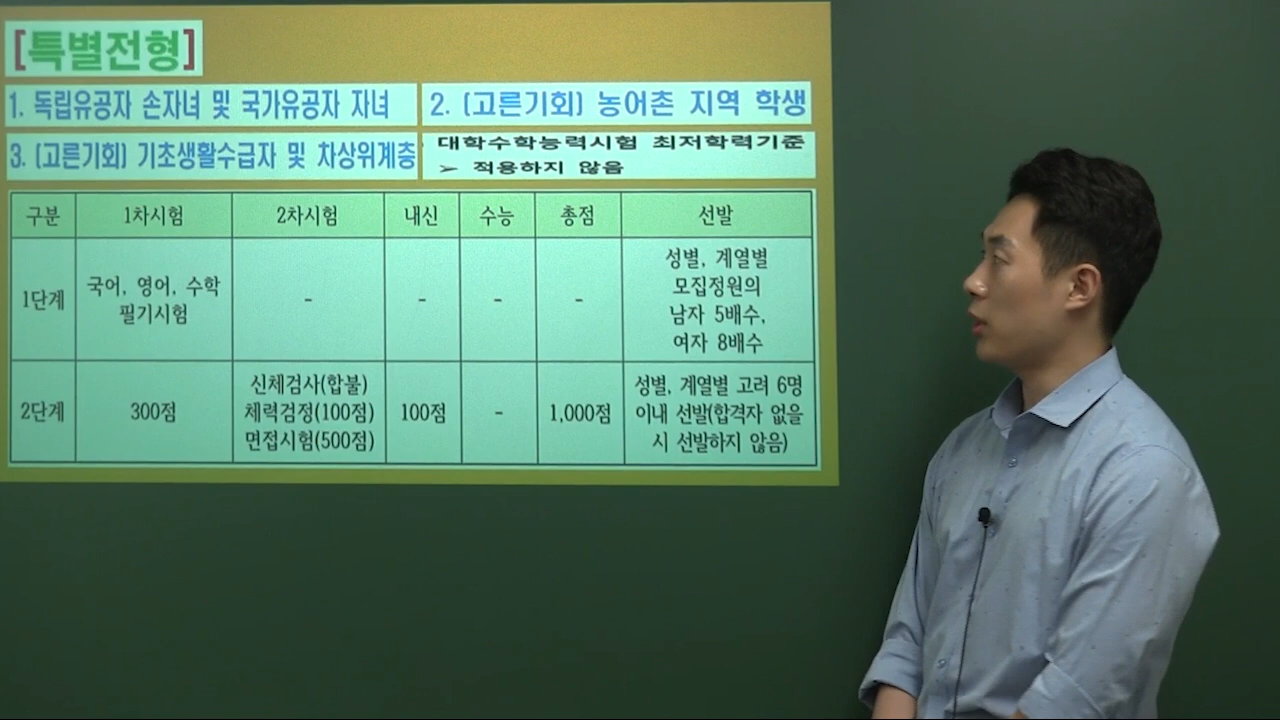 [특별전형]
1. 독립유공자 손자녀 및 국가유공자 자녀
2. (고른기회) 농어촌 지역 학생
3. (고른기회) 기초생활수급자 및 차상위계층
대학수학능력시험 최저학력기준
➢ 적용하지 않음
구분 1차시험 2차시험 내신 수능 총점 선발
1단계
국어, 영어, 수학
필기시험
-
-
-
-
성별, 계열별
모집정원의
남자 5배수,
여자 8배수
2단계
300점
신체검사(합불)
체력검정(100점)
면접시험(500점)
100점
-
1,000점
성별, 계열별 고려 6명
이내 선발(합격자 없을
시 선발하지 않음)